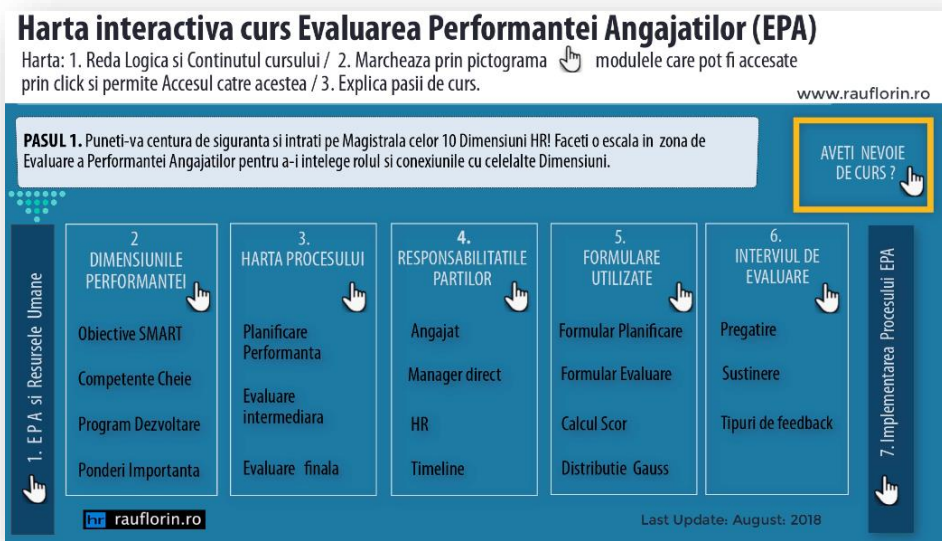 Harta interactiva curs Evaluarea Performantei Angajatilor (EPA)
Harta: 1. Reda Logica si Continutul cursului / 2. Marcheaza prin pictograma modulele care pot fi accesate
prin click si permite Accesul catre acestea / 3. Explica pasii de curs.
www.rauflorin.ro
PASUL 1. Puneti-va centura de siguranta si intrati pe Magistrala celor 10 Dimensiuni HR! Faceti o escala in zona de
Evaluare a Performantei Angajatilor pentru a-i intelege rolul si conexiunile cu celelalte Dimensiuni.
AVETI NEVOIE
DE CURS ?
1. E P A si Resursele Umane
2
DIMENSIUNILE
PERFORMANTEI
Obiective SMART
Competente Cheie
Program Dezvoltare
Ponderi Importanta
3.
HARTA PROCESULUI
Planificare
Performanta
Evaluare
intermediara
Evaluare finala
4.
RESPONSABILITATILE
PARTILOR
Angajat
Manager direct
HR
Timeline
5.
FORMULARE
UTILIZATE
Formular Planificare
Formular Evaluare
Calcul Scor
Distributie Gauss
6.
INTERVIUL DE
EVALUARE
Pregatire
Sustinere
Tipuri de feedback
7. Implementarea Procesului EPA
hr rauflorin.ro
Last Update: August: 2018